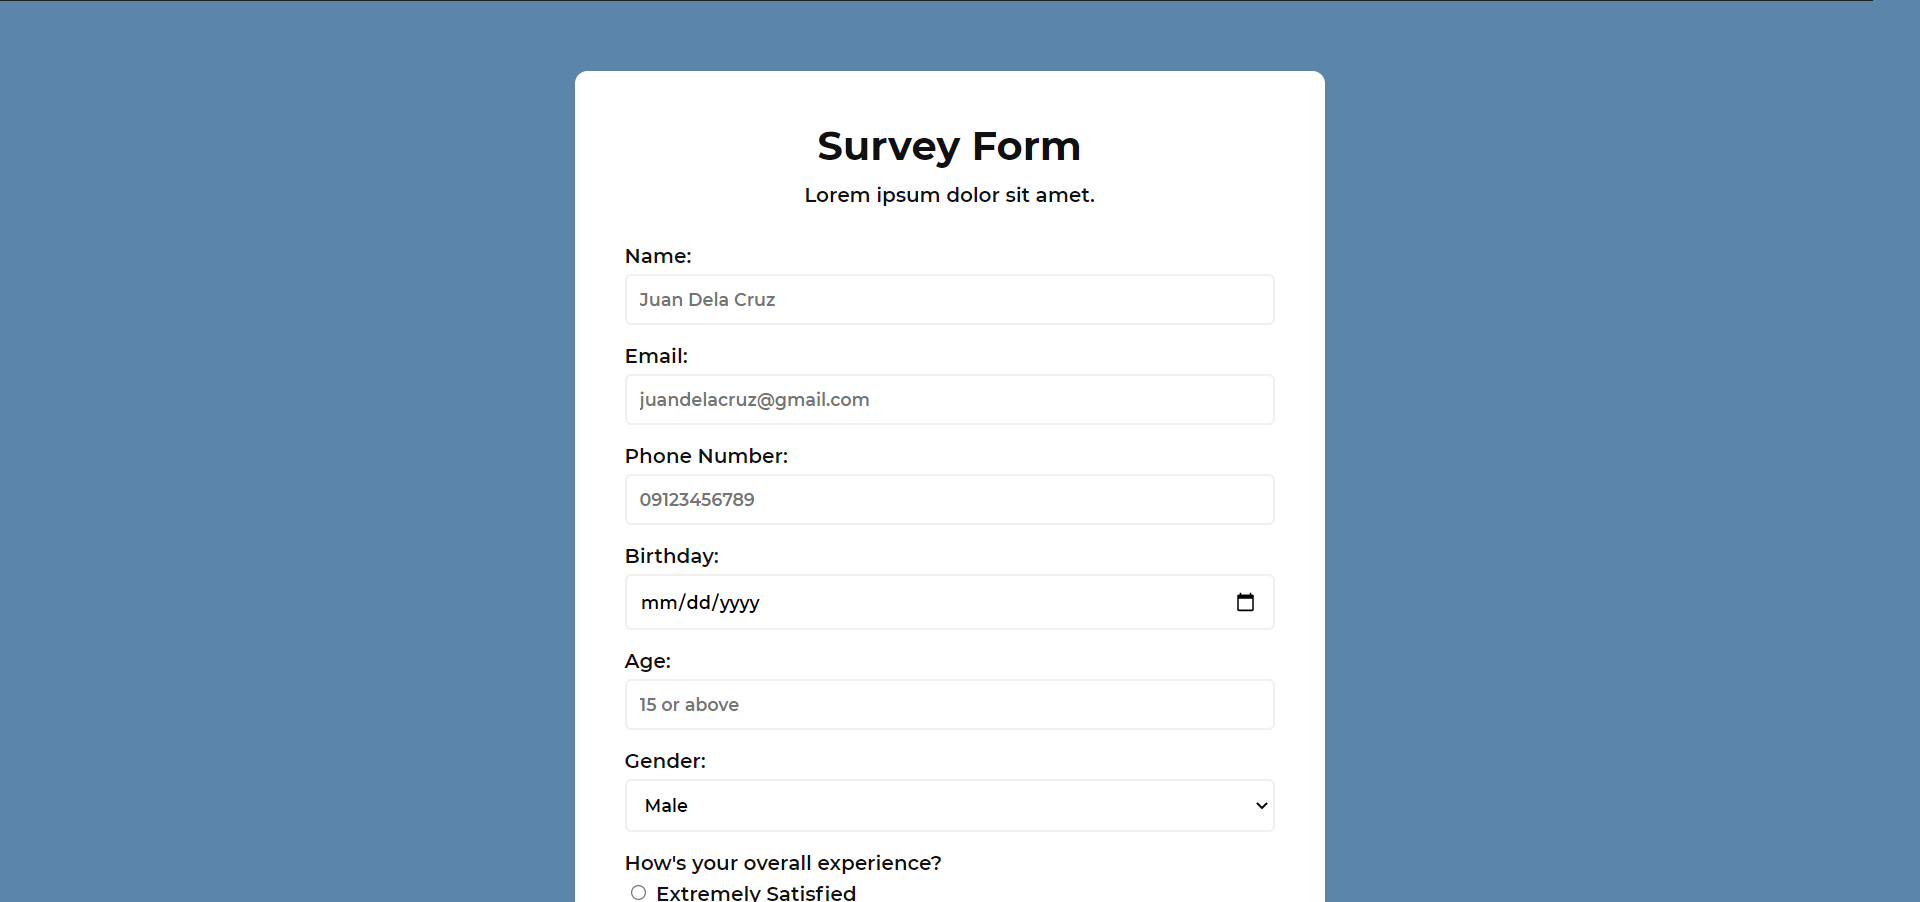 Survey Form
Lorem ipsum dolor sit amet.
Name:
Juan Dela Cruz
Email:
juandelacruz@gmail.com
Phone Number:
09123456789
Birthday:
mm/dd/yyyy
Age:
15 or above
Gender:
Male
How's your overall experience?
Extremely Satisfied